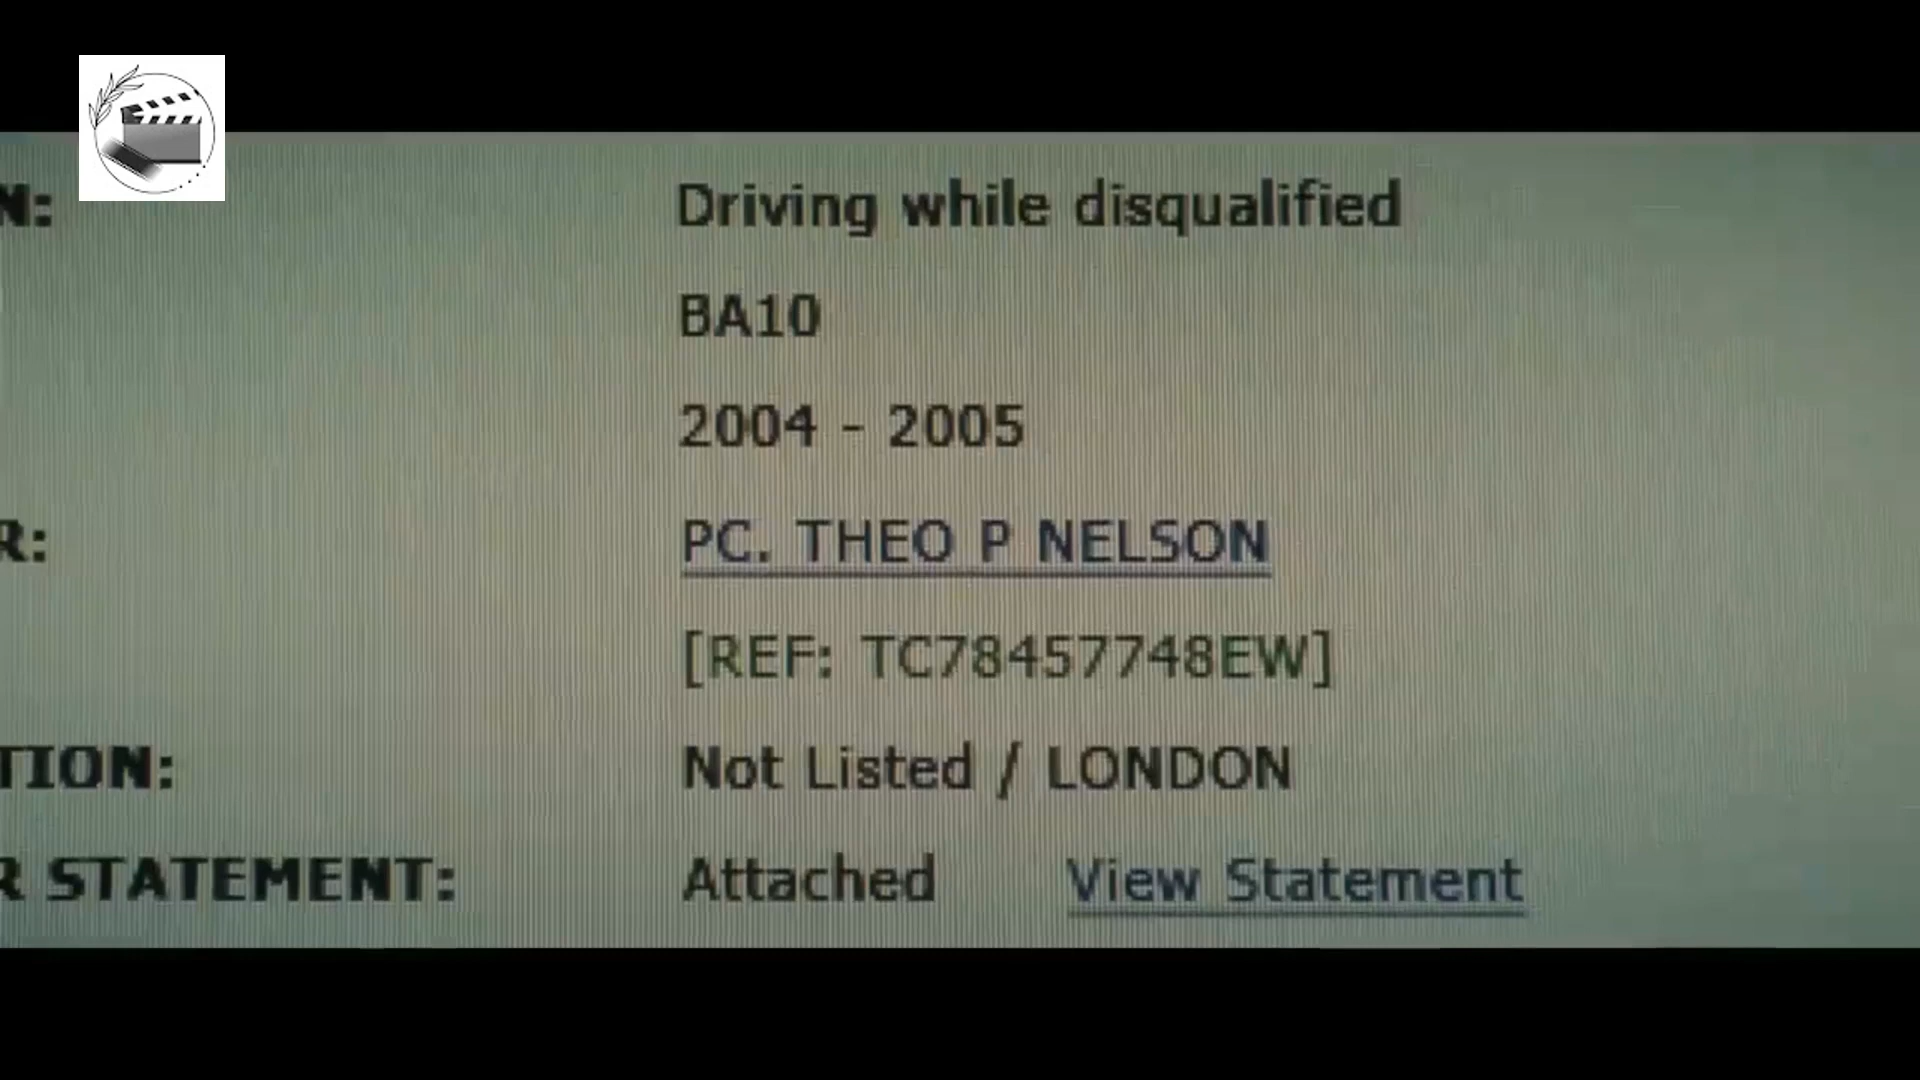 N: Driving while disqualified
BA10
2004 - 2005
R: PC. THEO P NELSON
[REF: TC78457748EW]
TION: Not Listed / LONDON
R STATEMENT: Attached View Statement